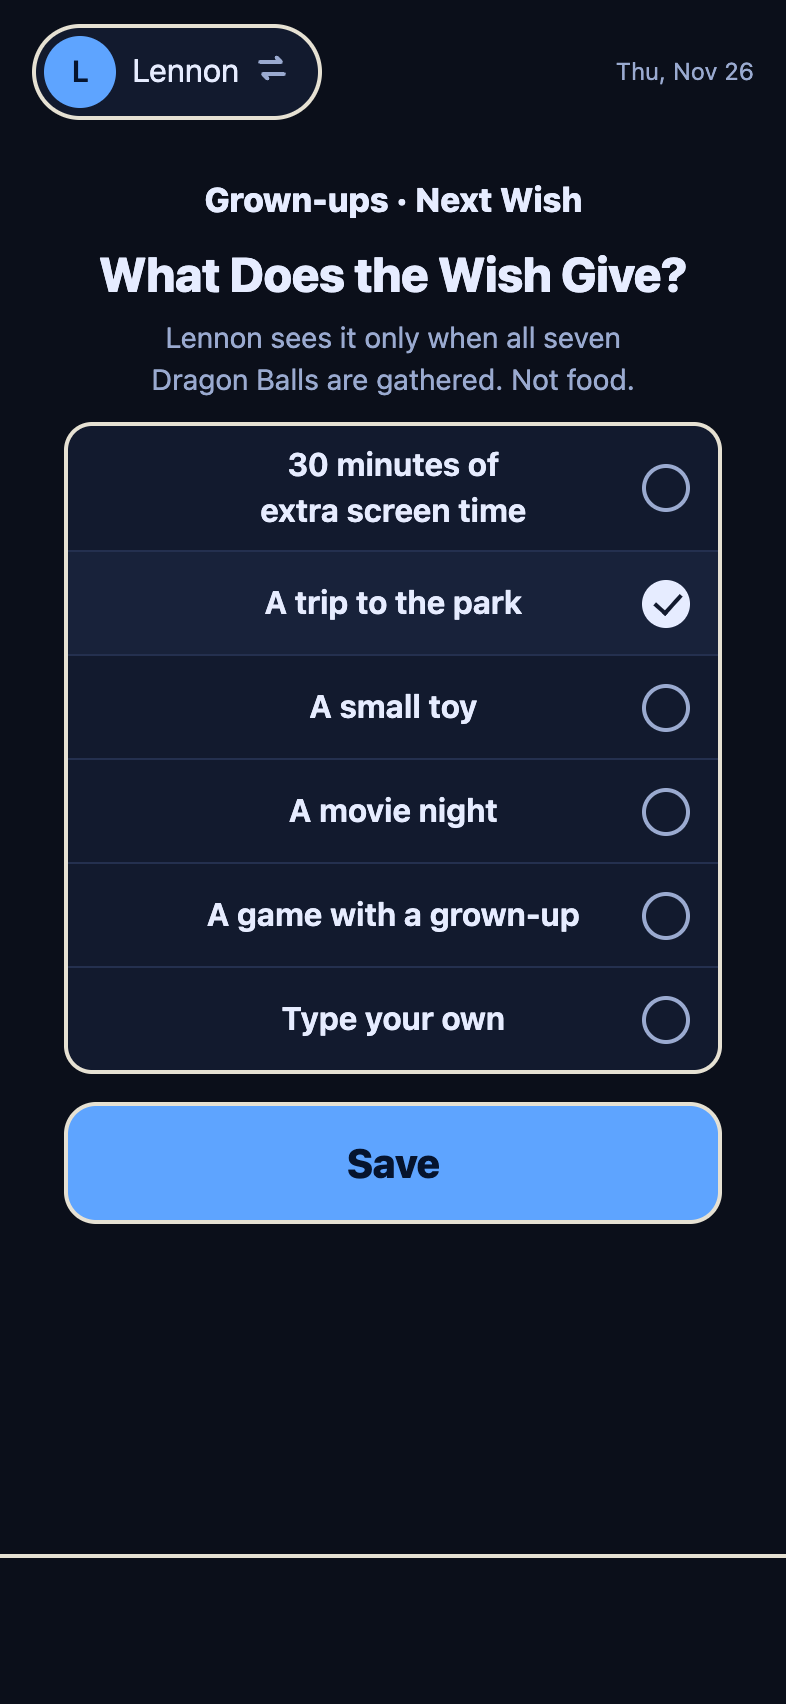 L
Lennon
Thu, Nov 26
Grown-ups · Next Wish
What Does the Wish Give?
Lennon sees it only when all seven
Dragon Balls are gathered. Not food.
30 minutes of
extra screen time
A trip to the park
A small toy
A movie night
A game with a grown-up
Type your own
Save